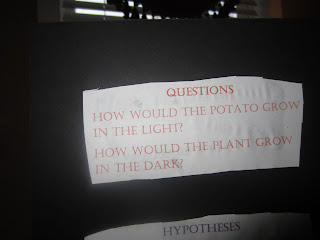 QUESTIONS
HOW WOULD THE POTATO GROW
IN THE LIGHT?
HOW WOULD THE PLANT GROW
IN THE DARK?
HYPOTHESES